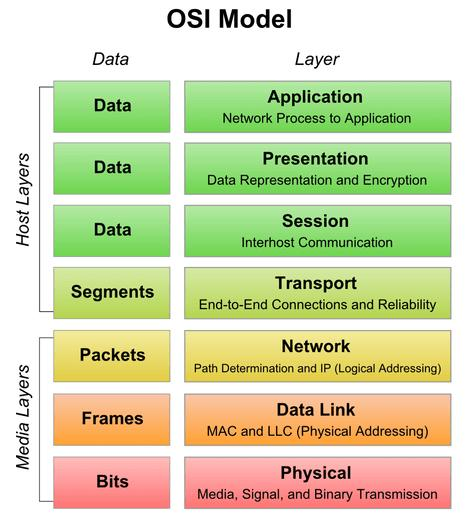 OSI Model
Data Layer
Host Layers
Data
Application
Network Process to Application
Data
Presentation
Data Representation and Encryption
Data
Session
Interhost Communication
Segments
Transport
End-to-End Connections and Reliability
Media Layers
Packets
Network
Path Determination and IP (Logical Addressing)
Frames
Data Link
MAC and LLC (Physical Addressing)
Bits
Physical
Media, Signal, and Binary Transmission